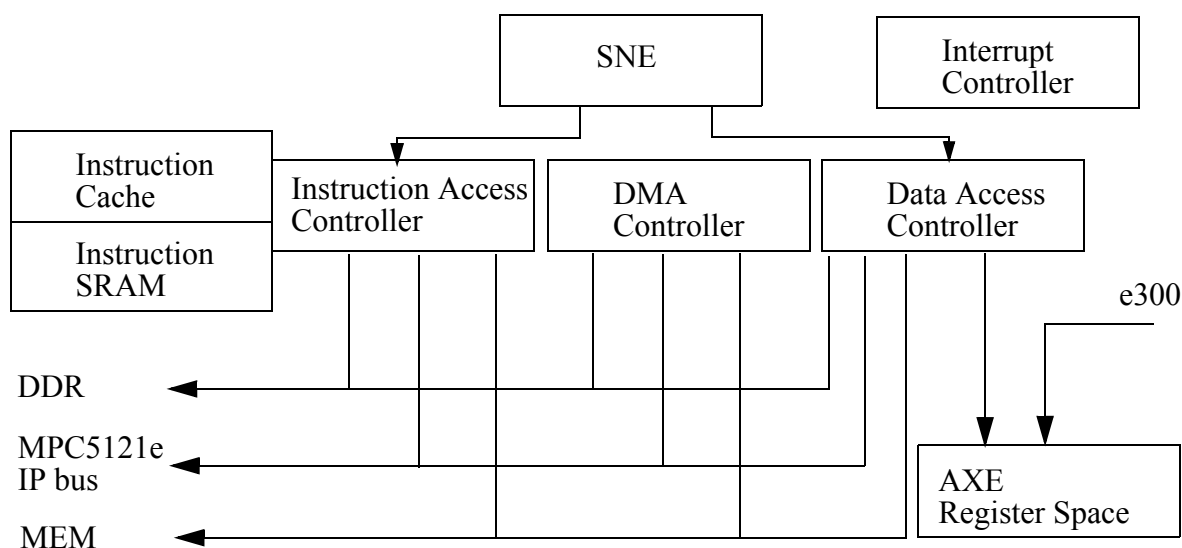 SNE
Interrupt
Controller
Instruction
Cache
Instruction Access
Controller
DMA
Controller
Data Access
Controller
Instruction
SRAM
e300
DDR
MPC5121e
IP bus
AXE
Register Space
MEM